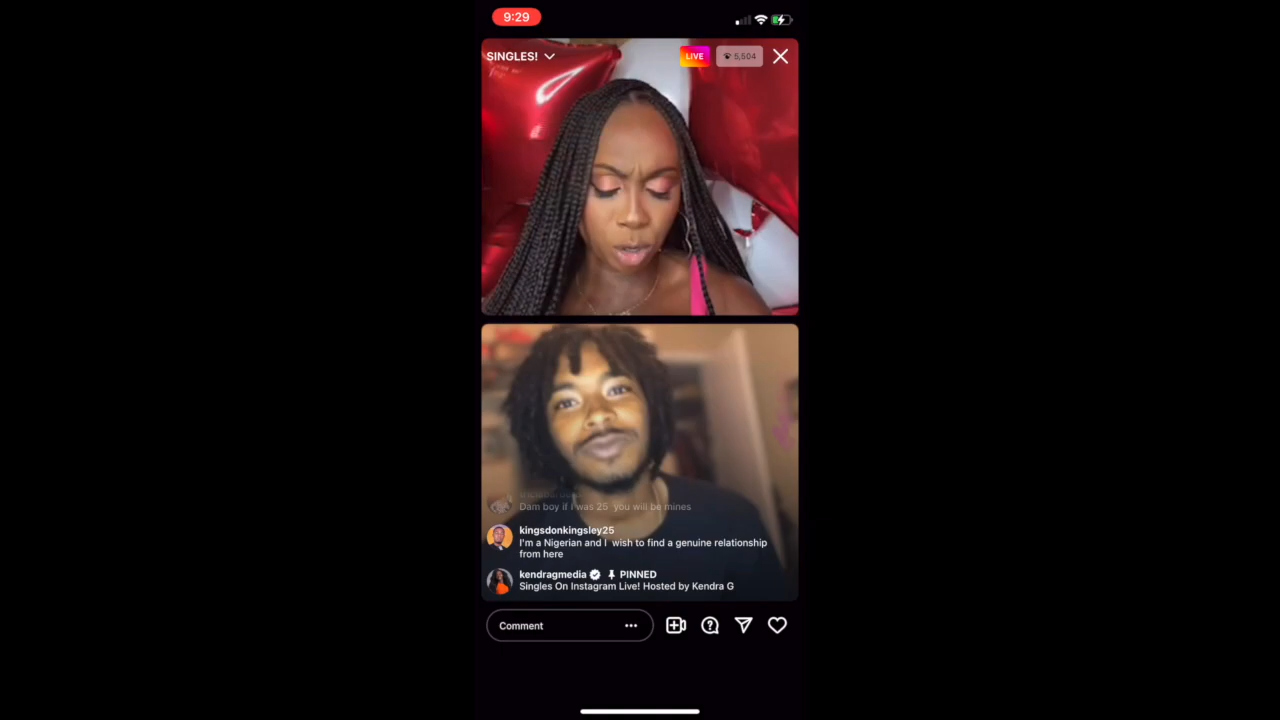 9:29
SINGLES!
LIVE
5,504
Dam boy if I was 25 you will be mines
kingsdonkingsley25
I'm a Nigerian and I wish to find a genuine relationship
from here
kendragmedia PINNED
Singles On Instagram Live! Hosted by Kendra G
Comment